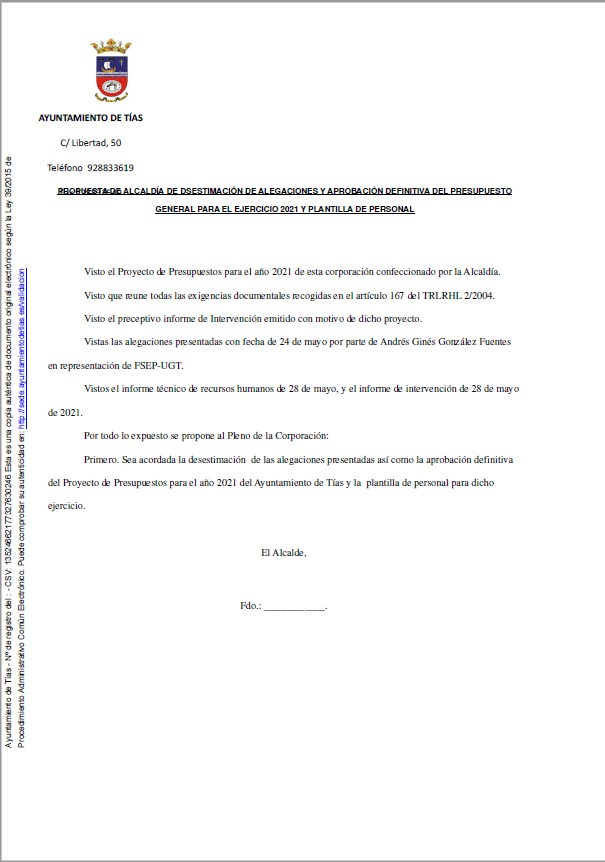 AYUNTAMIENTO DE TÍAS
C/ Libertad, 50
Teléfono 928833619
PROPUESTA DE ALCALDÍA DE DSESTIMACIÓN DE ALEGACIONES Y APROBACIÓN DEFINITIVA DEL PRESUPUESTO
GENERAL PARA EL EJERCICIO 2021 Y PLANTILLA DE PERSONAL
Visto el Proyecto de Presupuestos para el año 2021 de esta corporación confeccionado por la Alcaldía.
Visto que reune todas las exigencias documentales recogidas en el artículo 167 del TRLRHL 2/2004.
Visto el preceptivo informe de Intervención emitido con motivo de dicho proyecto.
Vistas las alegaciones presentadas con fecha de 24 de mayo por parte de Andrés Ginés González Fuentes
en representación de FSEP-UGT.
Vistos el informe técnico de recursos humanos de 28 de mayo, y el informe de intervención de 28 de mayo
de 2021.
Por todo lo expuesto se propone al Pleno de la Corporación:
Primero. Sea acordada la desestimación de las alegaciones presentadas así como la aprobación definitiva
del Proyecto de Presupuestos para el año 2021 del Ayuntamiento de Tías y la plantilla de personal para dicho
ejercicio.
El Alcalde,
Fdo.: _____________.
Ayuntamiento de Tías - Nº de registro del : - CSV: 13524662177327630246 Esta es una copia auténtica de documento original electrónico según la Ley 39/2015 de
Procedimiento Administrativo Común Electrónico. Puede comprobar su autenticidad en: http://sede.ayuntamientodetias.es/validacion